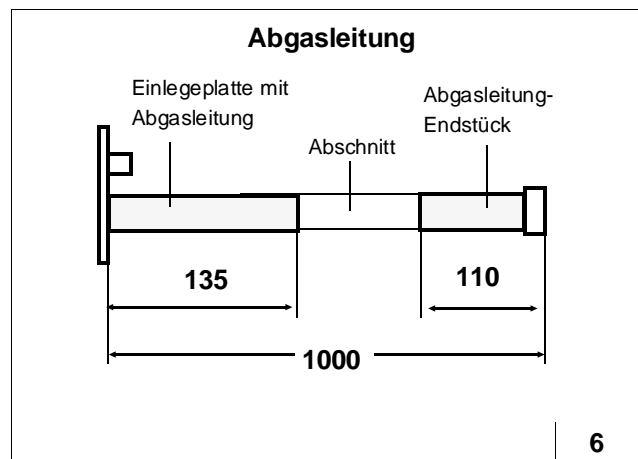 Abgasleitung
Einlegeplatte mit
Abgasleitung
Abschnitt
Abgasleitung-
Endstück
135
110
1000
6